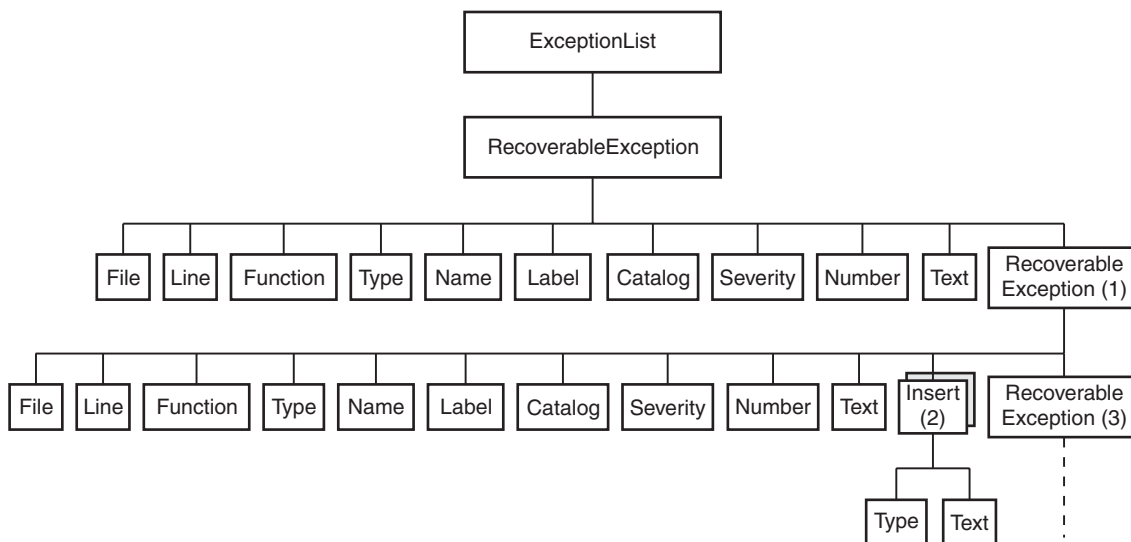 ExceptionList
RecoverableException
File
Line
Function
Type
Name
Label
Catalog
Severity
Number
Text
Recoverable
Exception (1)
File
Line
Function
Type
Name
Label
Catalog
Severity
Number
Text
Insert
(2)
Recoverable
Exception (3)
Type
Text